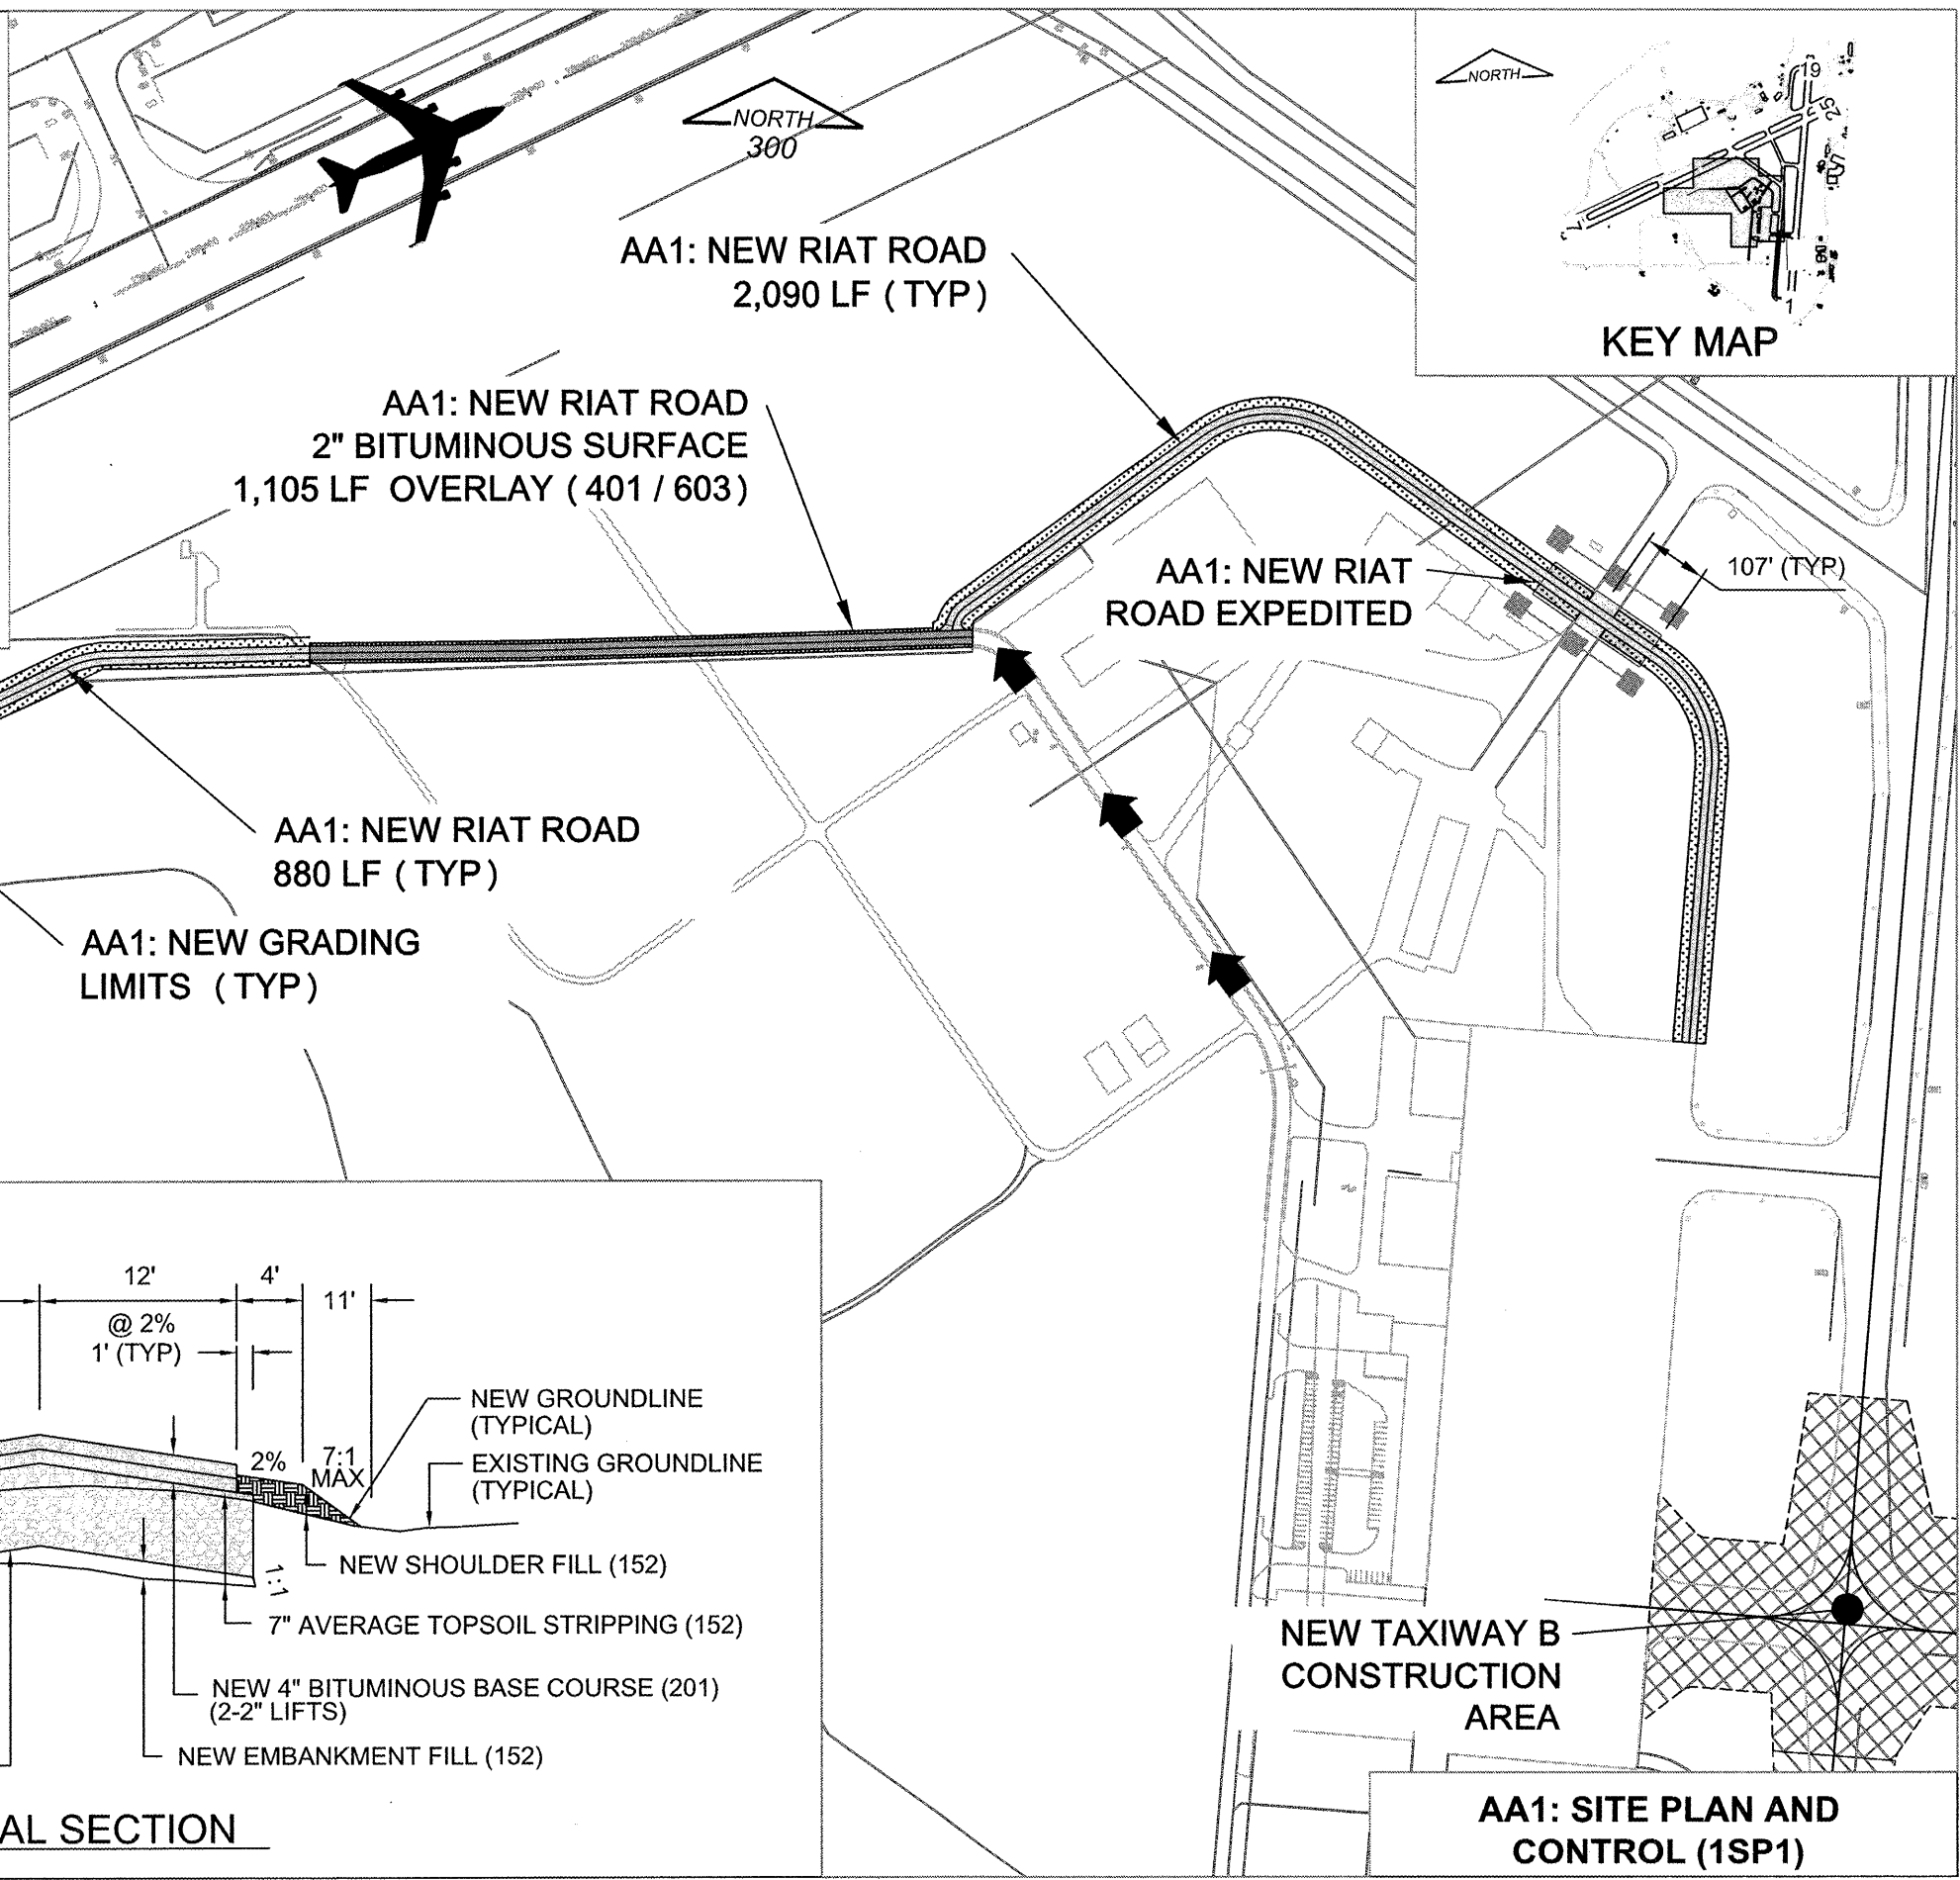 NORTH
300
NORTH
19
25
7
1
KEY MAP
AA1: NEW RIAT ROAD
2,090 LF (TYP)
AA1: NEW RIAT ROAD
2" BITUMINOUS SURFACE
1,105 LF OVERLAY (401 / 603)
AA1: NEW RIAT
ROAD EXPEDITED
107' (TYP)
AA1: NEW RIAT ROAD
880 LF (TYP)
AA1: NEW GRADING
LIMITS (TYP)
12'
4'
11'
@ 2%
1' (TYP)
2%
7:1
MAX
NEW GROUNDLINE
(TYPICAL)
EXISTING GROUNDLINE
(TYPICAL)
1:1
NEW SHOULDER FILL (152)
7" AVERAGE TOPSOIL STRIPPING (152)
NEW 4" BITUMINOUS BASE COURSE (201)
(2-2" LIFTS)
NEW EMBANKMENT FILL (152)
AL SECTION
NEW TAXIWAY B
CONSTRUCTION
AREA
AA1: SITE PLAN AND
CONTROL (1SP1)